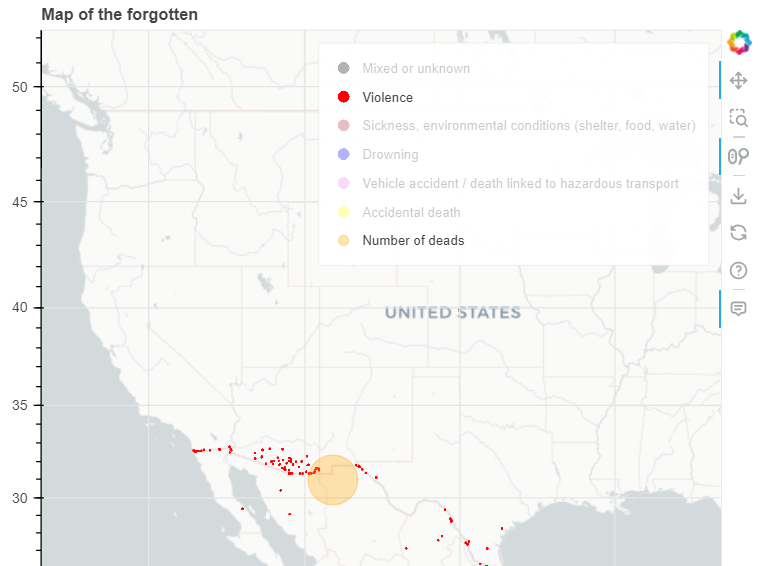 Map of the forgotten
Mixed or unknown
Violence
Sickness, environmental conditions (shelter, food, water)
Drowning
Vehicle accident / death linked to hazardous transport
Accidental death
Number of deads
50
45
40
35
30
UNITED STATES